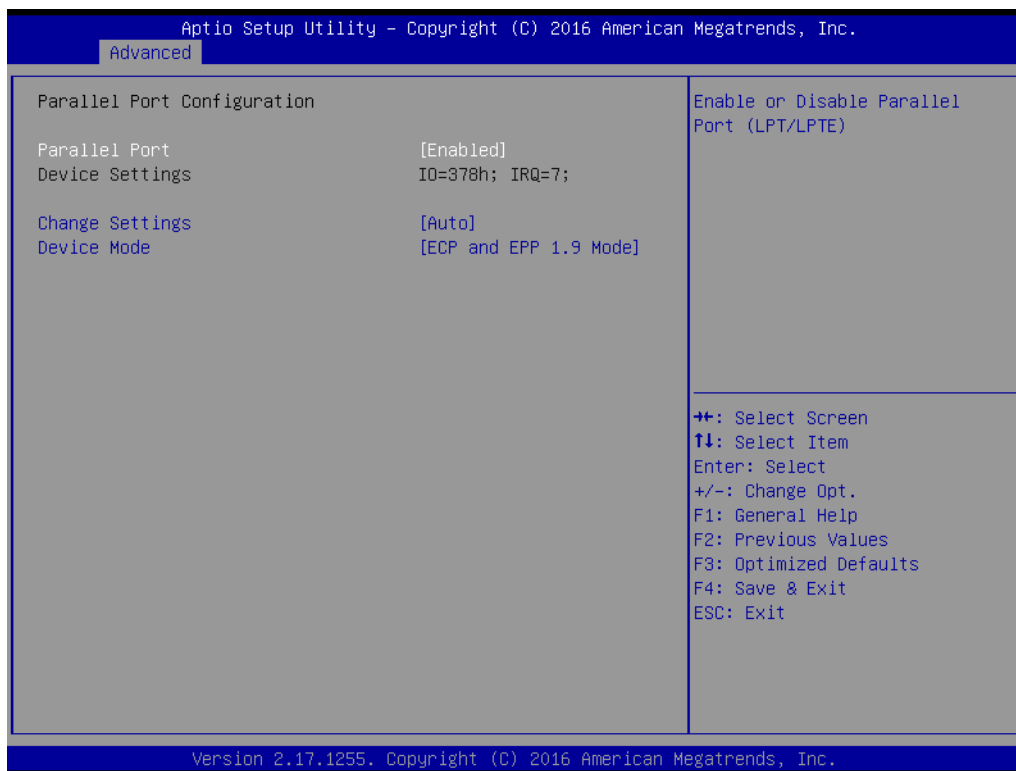 Aptio Setup Utility – Copyright (C) 2016 American Megatrends, Inc.
Advanced
Parallel Port Configuration
Parallel Port [Enabled]
Device Settings IO=378h; IRQ=7;
Change Settings [Auto]
Device Mode [ECP and EPP 1.9 Mode]
Enable or Disable Parallel
Port (LPT/LPTE)
→←: Select Screen
↑↓: Select Item
Enter: Select
+/-: Change Opt.
F1: General Help
F2: Previous Values
F3: Optimized Defaults
F4: Save & Exit
ESC: Exit
Version 2.17.1255. Copyright (C) 2016 American Megatrends, Inc.